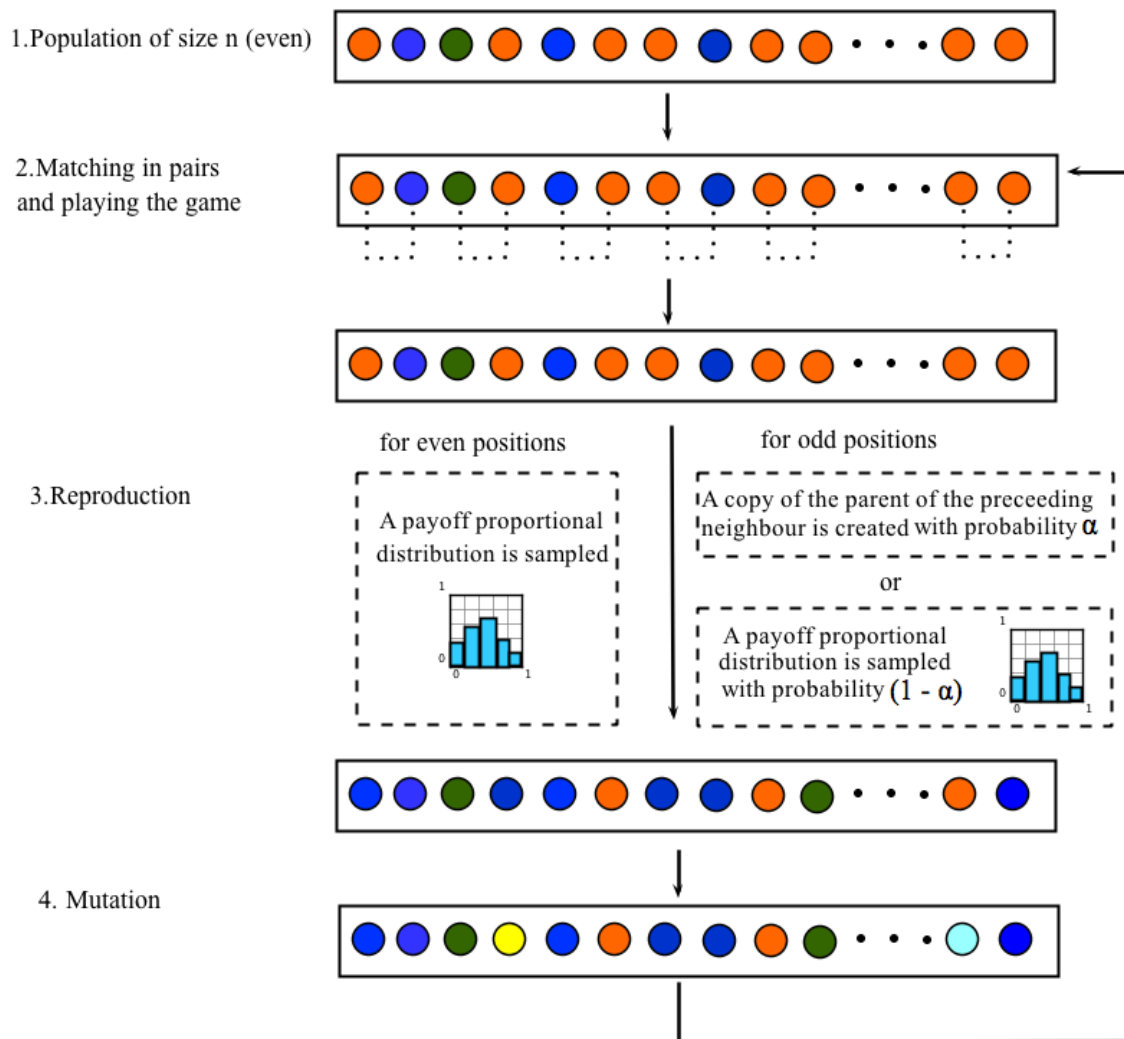 1.Population of size n (even)
2.Matching in pairs
and playing the game
for even positions
for odd positions
3.Reproduction
A payoff proportional
distribution is sampled
1
0
0
1
A copy of the parent of the preceeding
neighbour is created with probability α
or
A payoff proportional
distribution is sampled
with probability (1 - α)
1
0
0
1
4. Mutation